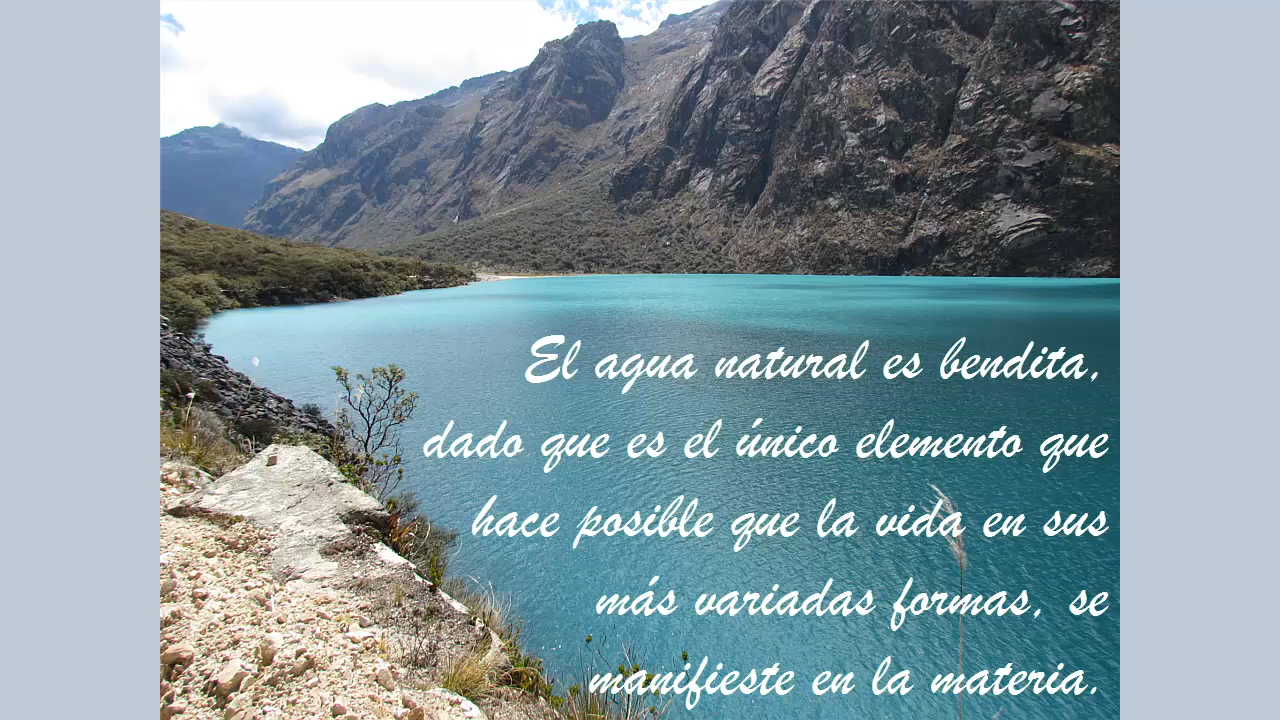 El agua natural es bendita,
dado que es el único elemento que
hace posible que la vida en sus
más variadas formas, se
manifieste en la materia.